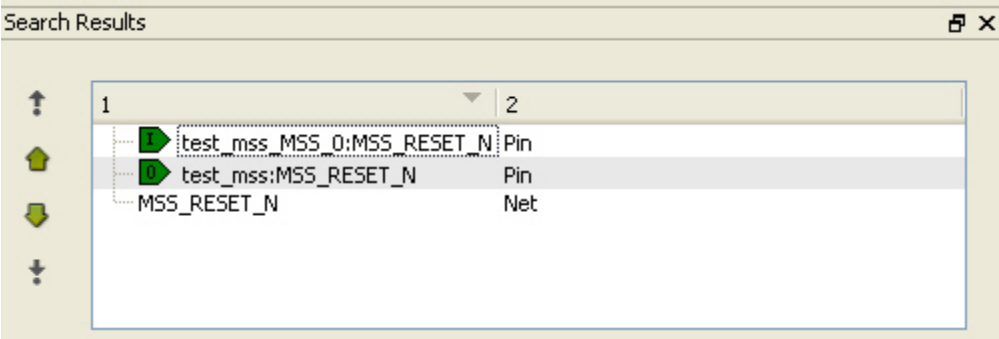 Search Results
1 2
I test_mss_MSS_0:MSS_RESET_N Pin
O test_mss:MSS_RESET_N Pin
MSS_RESET_N Net